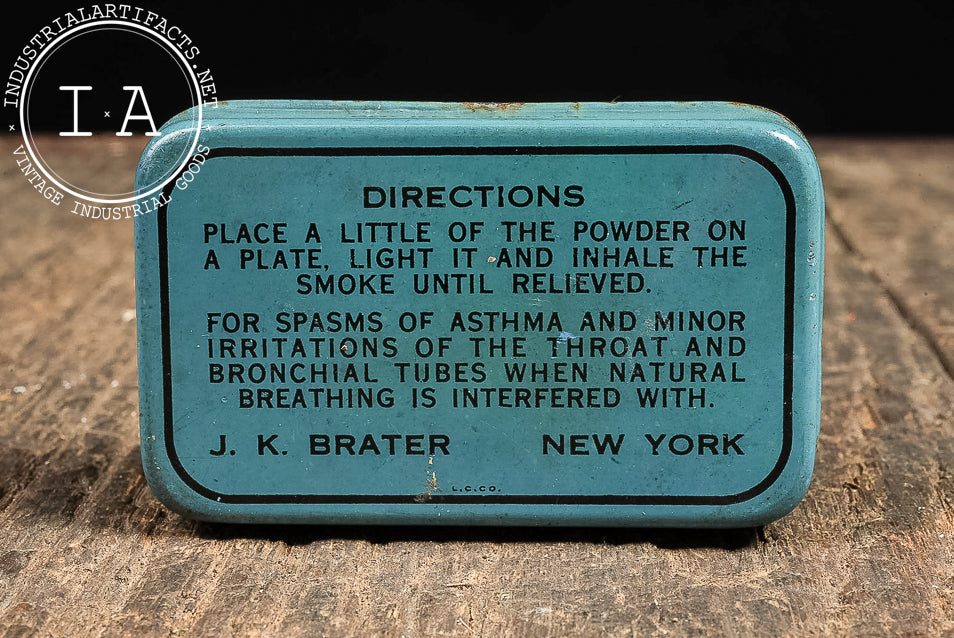 INDUSTRIALARTIFACTS.NET
I×A
× VINTAGE INDUSTRIAL GOODS ×
DIRECTIONS
PLACE A LITTLE OF THE POWDER ON
A PLATE, LIGHT IT AND INHALE THE
SMOKE UNTIL RELIEVED.
FOR SPASMS OF ASTHMA AND MINOR
IRRITATIONS OF THE THROAT AND
BRONCHIAL TUBES WHEN NATURAL
BREATHING IS INTERFERED WITH.
J. K. BRATER NEW YORK
L.C.CO.